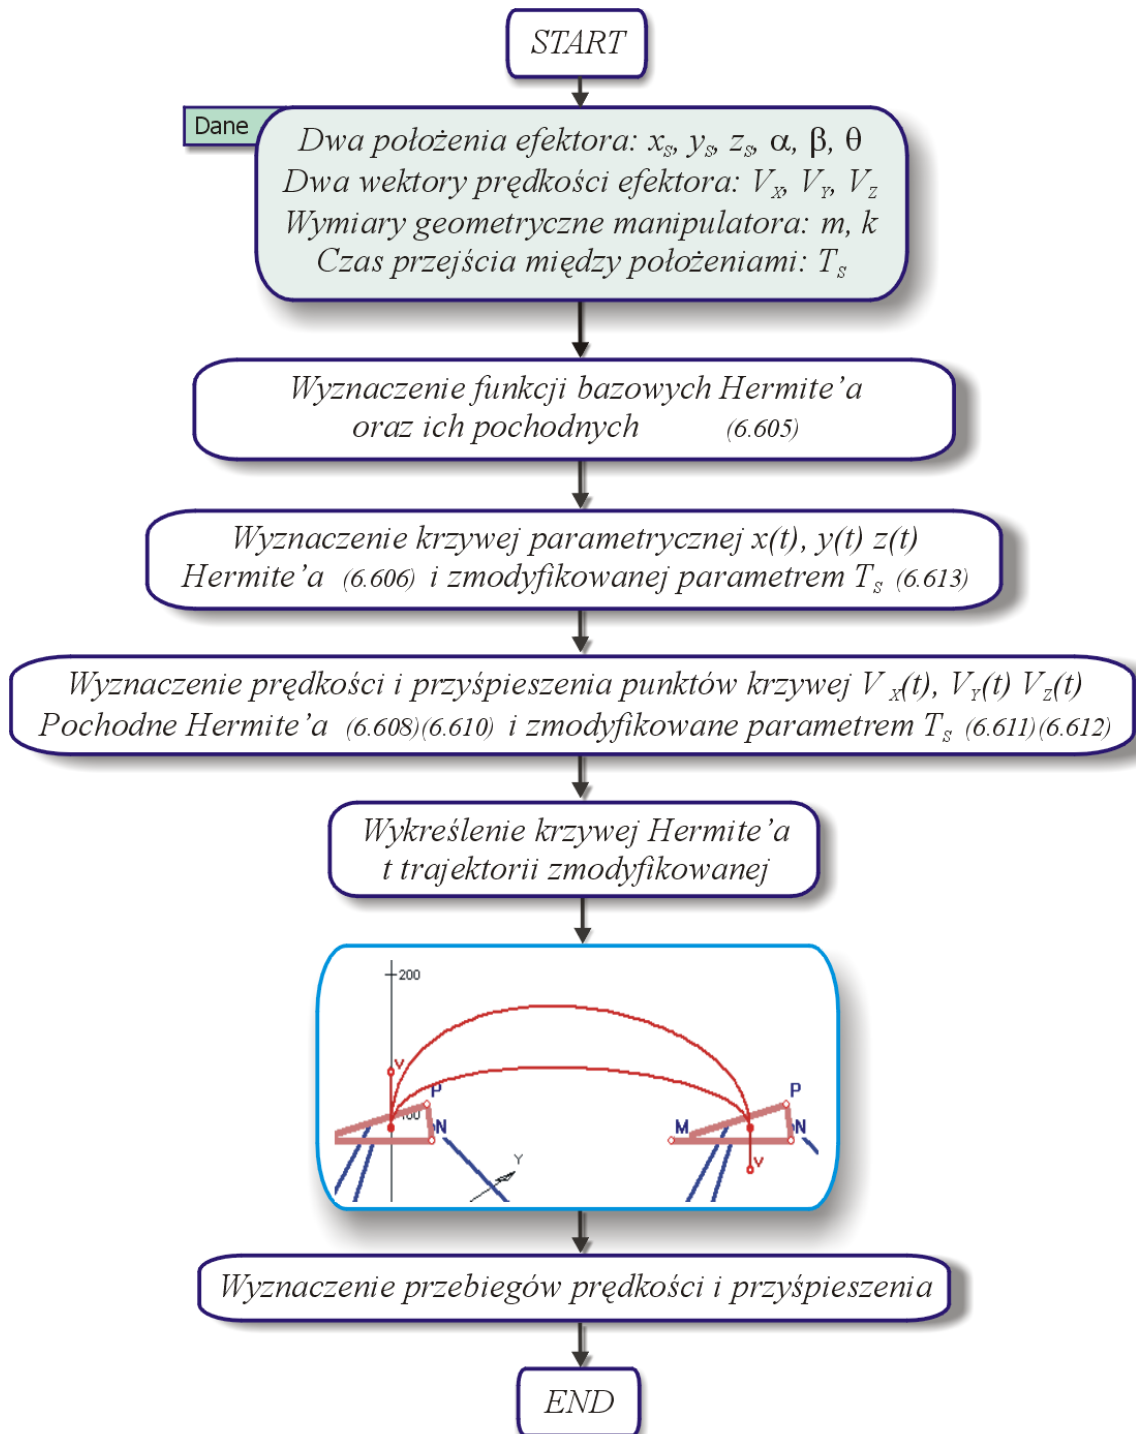 START
Dane
Dwa położenia efektora: xs, ys, zs, α, β, θ
Dwa wektory prędkości efektora: VX, VY, VZ
Wymiary geometryczne manipulatora: m, k
Czas przejścia między położeniami: Ts
Wyznaczenie funkcji bazowych Hermite’a
oraz ich pochodnych (6.605)
Wyznaczenie krzywej parametrycznej x(t), y(t) z(t)
Hermite’a (6.606) i zmodyfikowanej parametrem Ts (6.613)
Wyznaczenie prędkości i przyśpieszenia punktów krzywej VX(t), VY(t) VZ(t)
Pochodne Hermite’a (6.608)(6.610) i zmodyfikowane parametrem Ts (6.611)(6.612)
Wykreślenie krzywej Hermite’a
t trajektorii zmodyfikowanej
200
V
P
100
N
Y
M
P
N
V
Wyznaczenie przebiegów prędkości i przyśpieszenia
END